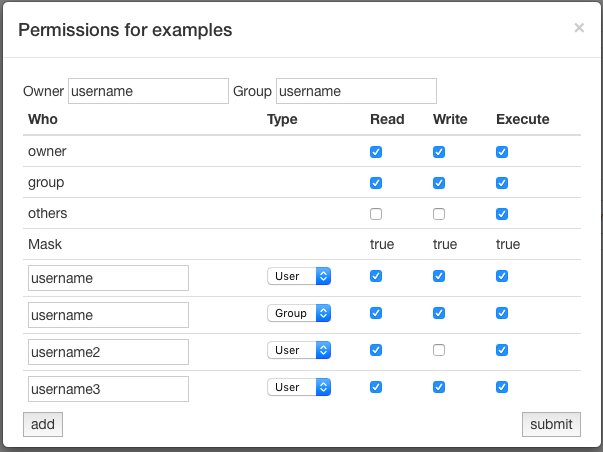 Permissions for examples ×
Owner username Group username
Who Type Read Write Execute
owner
group
others
Mask true true true
username User
username Group
username2 User
username3 User
add submit